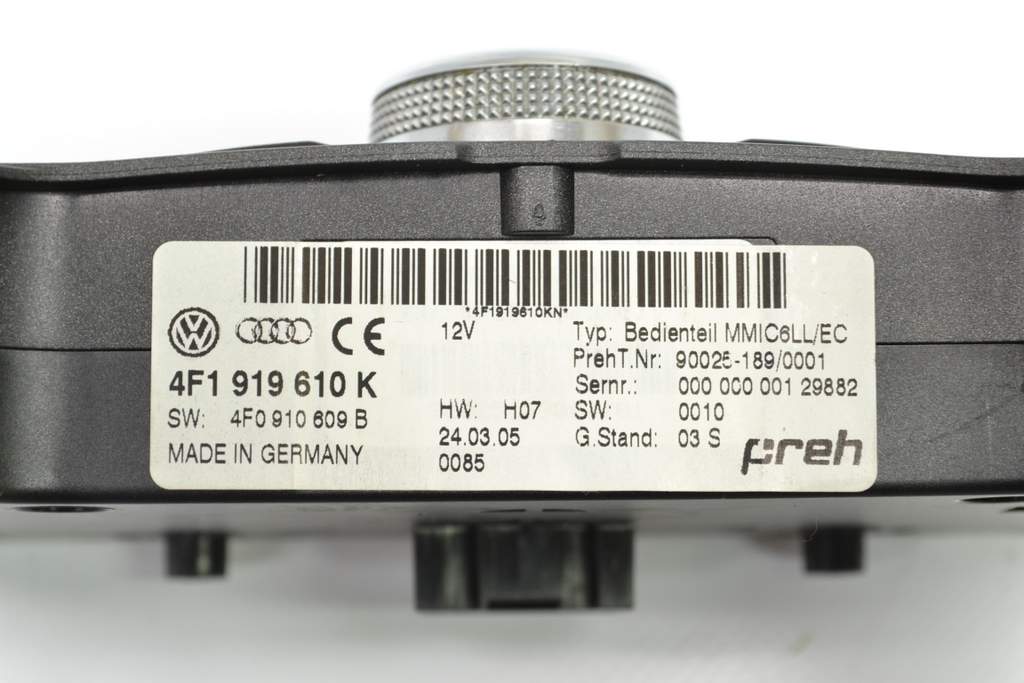 *4F1919610KN*
VW
CE
12V
Typ: Bedienteil MMIC6LL/EC
PrehT.Nr: 90025-189/0001
4F1 919 610 K
Sernr.: 000 000 001 29882
SW: 4F0 910 609 B
HW: H07
SW: 0010
24.03.05
G.Stand: 03 S
MADE IN GERMANY
0085
preh